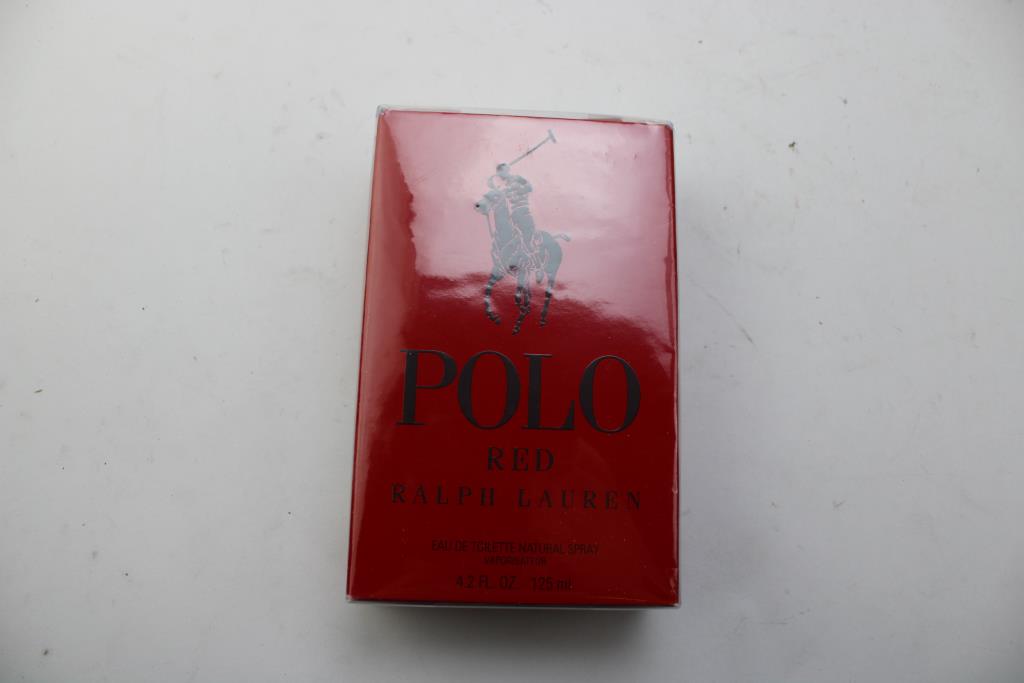 POLO
RED
RALPH LAUREN
EAU DE TOILETTE NATURAL SPRAY
VAPORISATEUR
4.2 FL. OZ. 125 ml